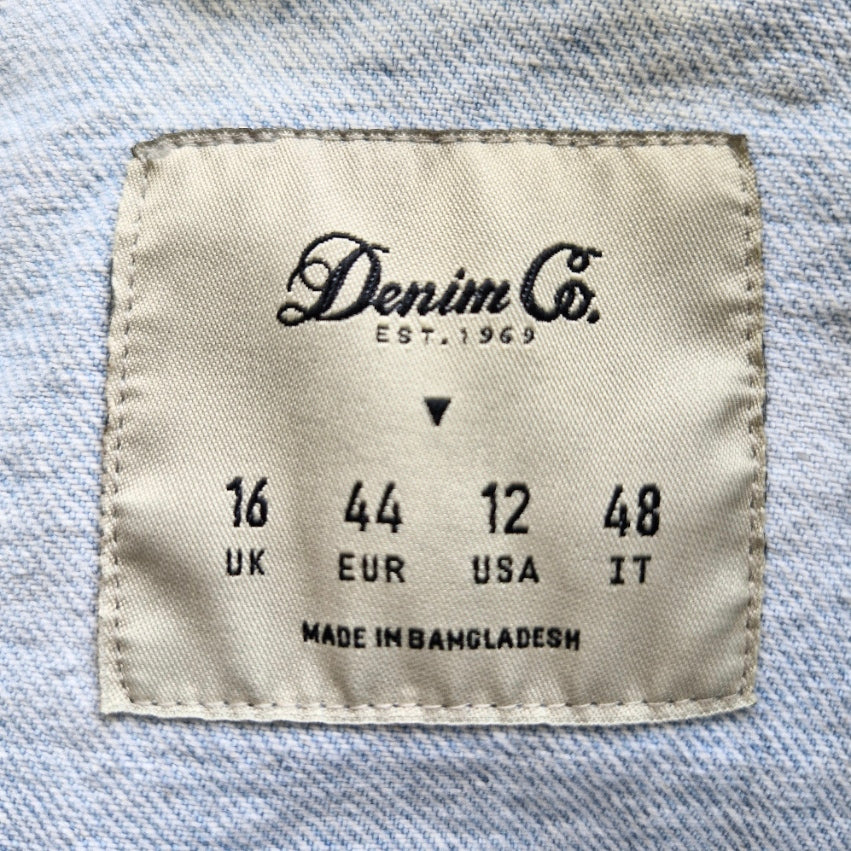 Denim Co.
EST. 1969
16 44 12 48
UK EUR USA IT
MADE IN BANGLADESH